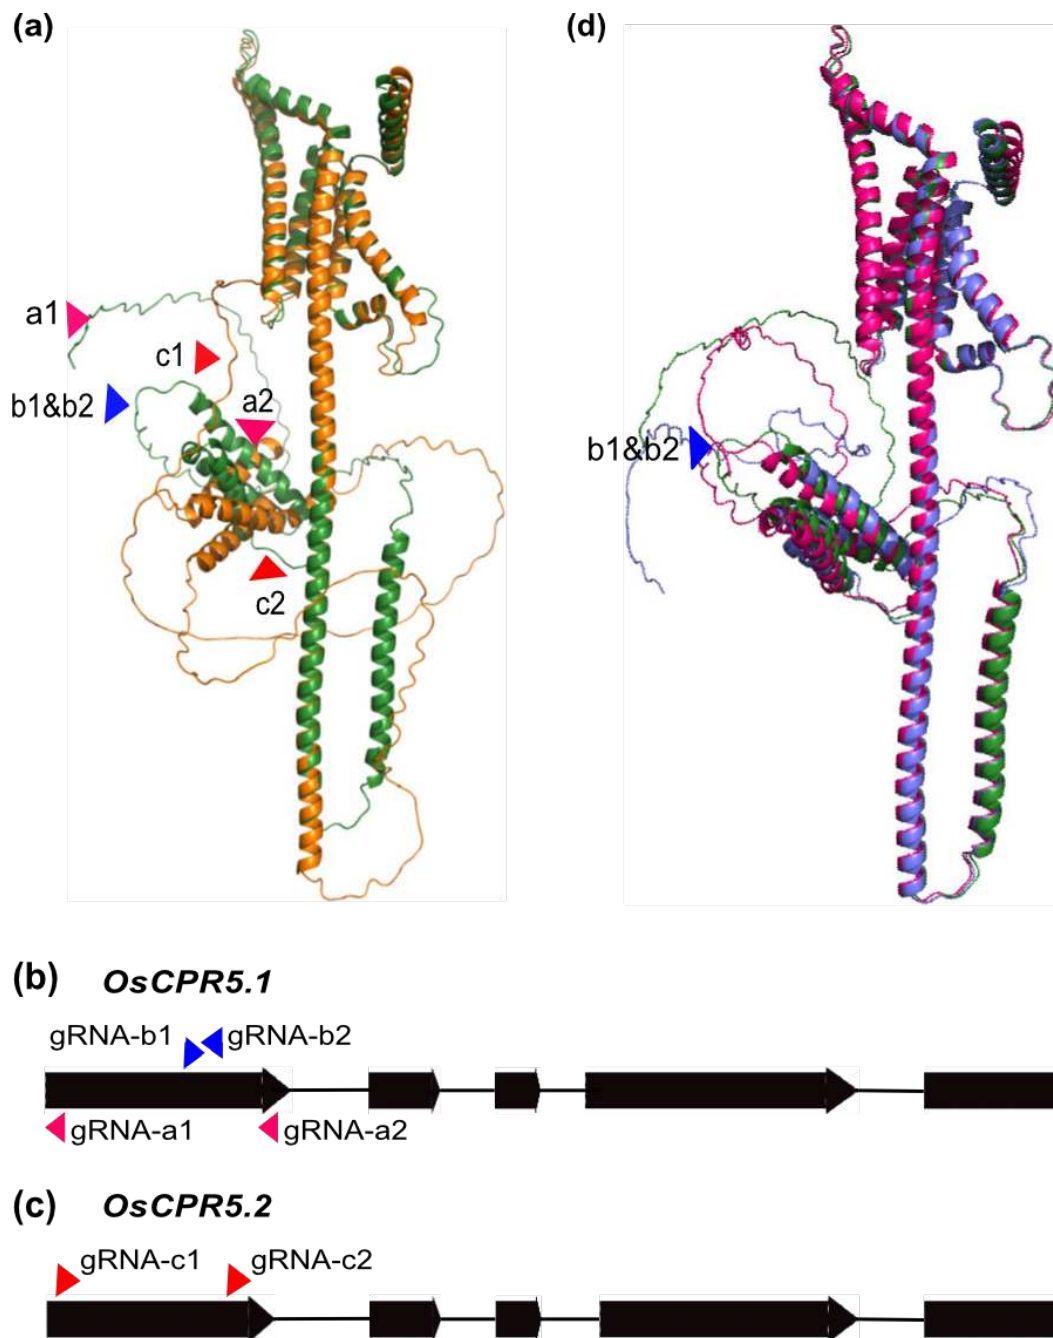 (a)
(d)
a1
c1
b1&b2
a2
b1&b2
c2
(b) OsCPR5.1
gRNA-b1 gRNA-b2
gRNA-a1 gRNA-a2
(c) OsCPR5.2
gRNA-c1 gRNA-c2